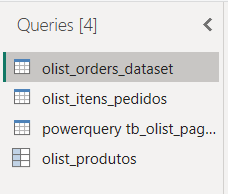 Queries [4]
olist_orders_dataset
olist_itens_pedidos
powerquery tb_olist_pag...
olist_produtos